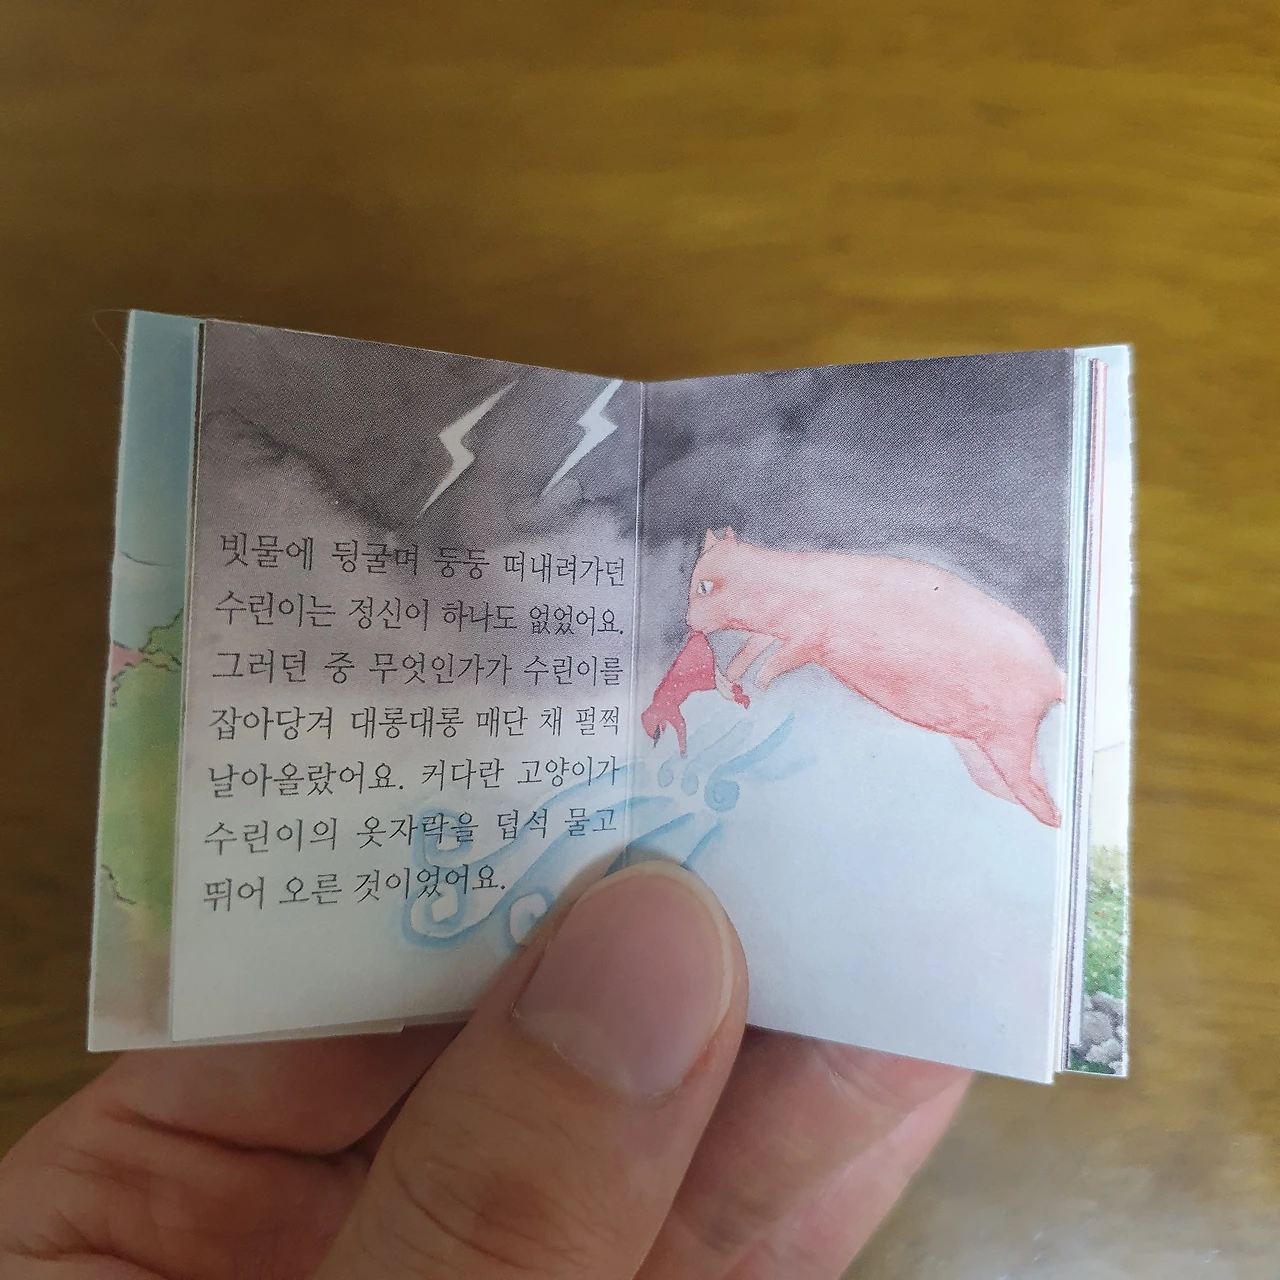 빗물에 뒹굴며 둥둥 떠내려가던
수린이는 정신이 하나도 없었어요.
그러던 중 무엇인가가 수린이를
잡아당겨 대롱대롱 매단 채 펄쩍
날아올랐어요. 커다란 고양이가
수린이의 옷자락을 덥석 물고
뛰어 오른 것이었어요.